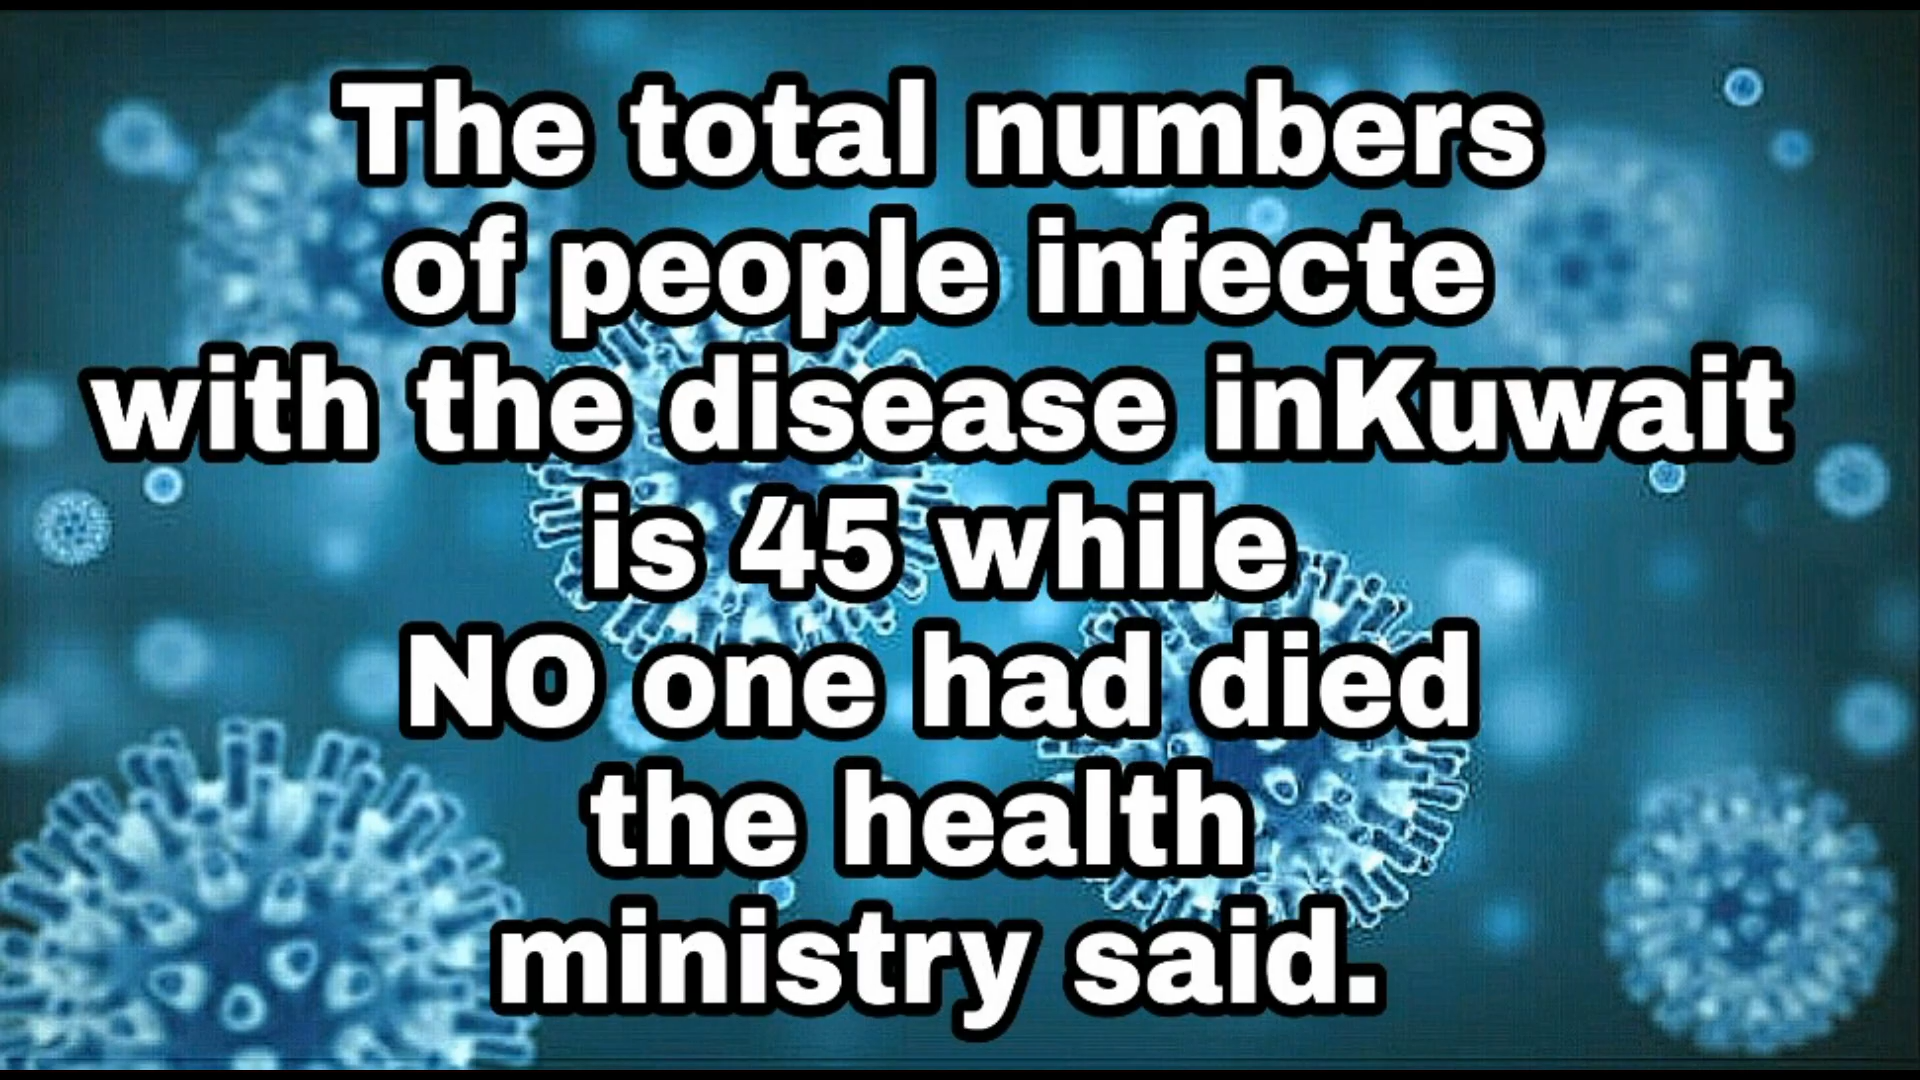 The total numbers
of people infecte
with the disease inKuwait
is 45 while
NO one had died
the health
ministry said.